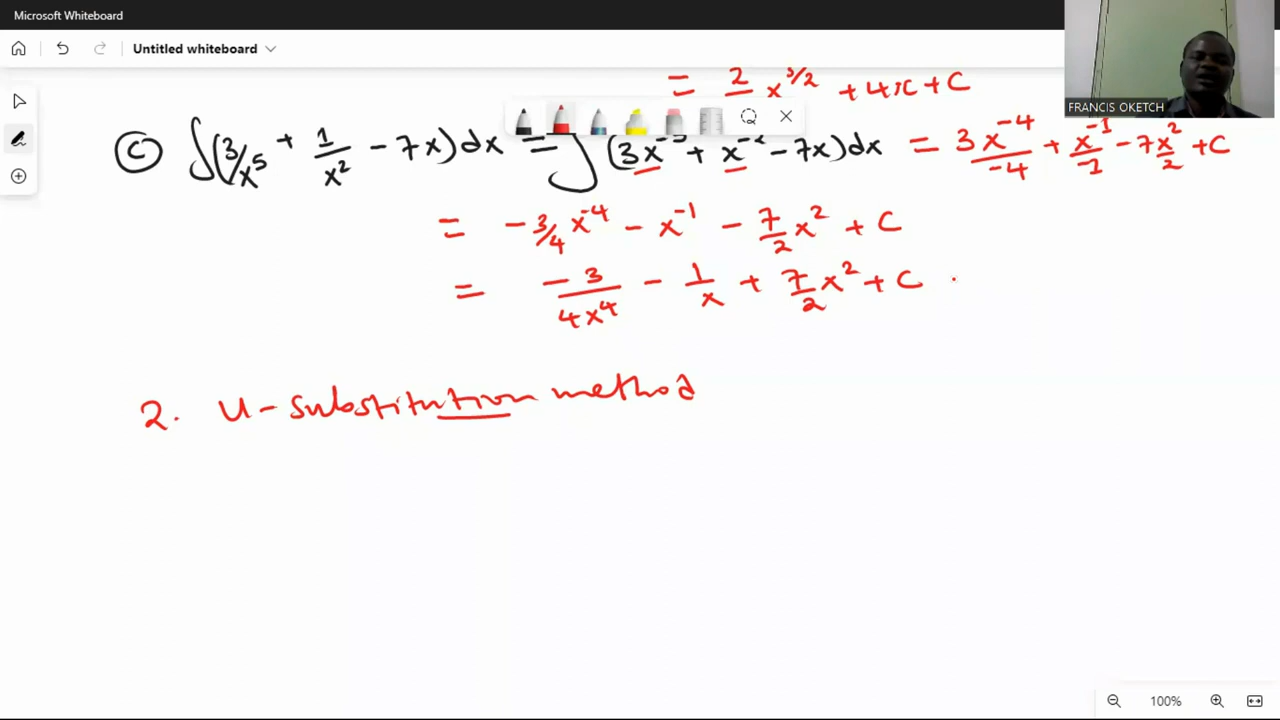 Microsoft Whiteboard
Untitled whiteboard
= 2 x^3/2 + 4x + C
FRANCIS OKETCH
(c) ∫(3/x^5 + 1/x^2 - 7x)dx = ∫(3x^-5 + x^-2 - 7x)dx = 3x^-4/-4 + x^-1/-1 - 7x^2/2 + C
= -3/4 x^-4 - x^-1 - 7/2 x^2 + C
= -3/4x^4 - 1/x + 7/2 x^2 + C
2. U-substitution method
100%